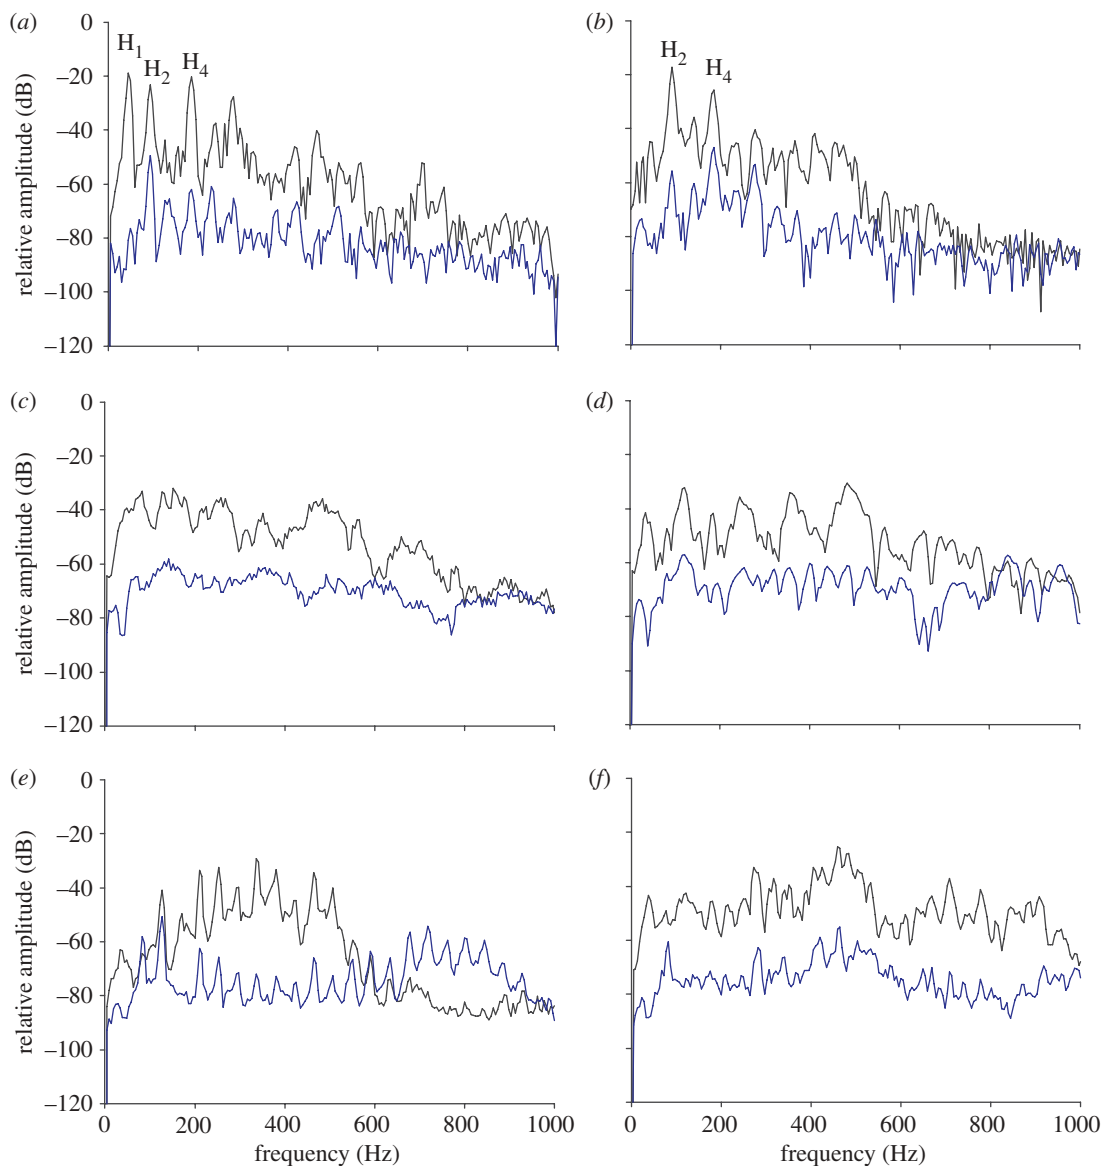 (a)
(b)
0
–20
–40
–60
–80
–100
–120
relative amplitude (dB)
H1
H2
H4
H2
H4
(c)
(d)
0
–20
–40
–60
–80
–100
–120
relative amplitude (dB)
(e)
(f)
0
–20
–40
–60
–80
–100
–120
relative amplitude (dB)
0 200 400 600 800 1000
frequency (Hz)
0 200 400 600 800 1000
frequency (Hz)